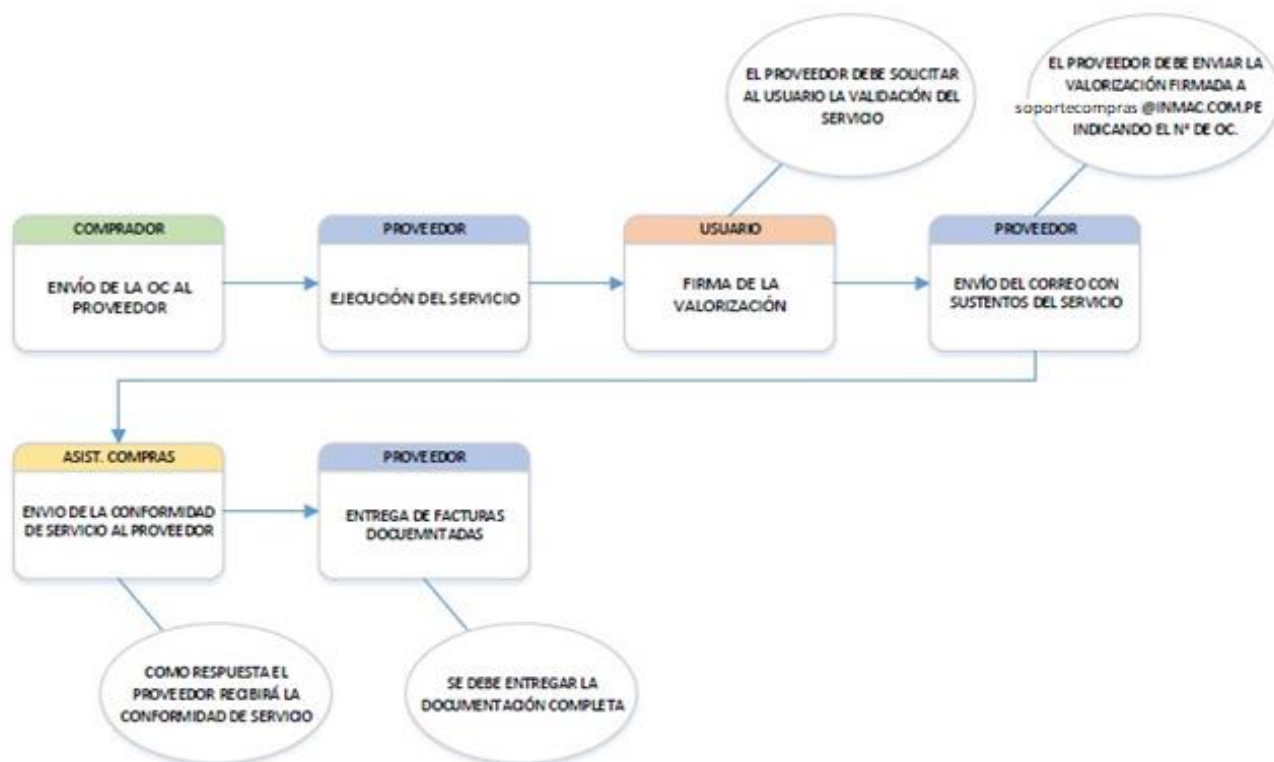 EL PROVEEDOR DEBE SOLICITAR
AL USUARIO LA VALIDACIÓN DEL
SERVICIO
EL PROVEEDOR DEBE ENVIAR LA
VALORIZACIÓN FIRMADA A
soportecompras @INMAC.COM.PE
INDICANDO EL N° DE OC.
COMPRADOR
ENVÍO DE LA OC AL
PROVEEDOR
PROVEEDOR
EJECUCIÓN DEL SERVICIO
USUARIO
FIRMA DE LA
VALORIZACIÓN
PROVEEDOR
ENVÍO DEL CORREO CON
SUSTENTOS DEL SERVICIO
ASIST. COMPRAS
ENVIO DE LA CONFORMIDAD
DE SERVICIO AL PROVEEDOR
PROVEEDOR
ENTREGA DE FACTURAS
DOCUEMNTADAS
COMO RESPUESTA EL
PROVEEDOR RECIBIRÁ LA
CONFORMIDAD DE SERVICIO
SE DEBE ENTREGAR LA
DOCUMENTACIÓN COMPLETA